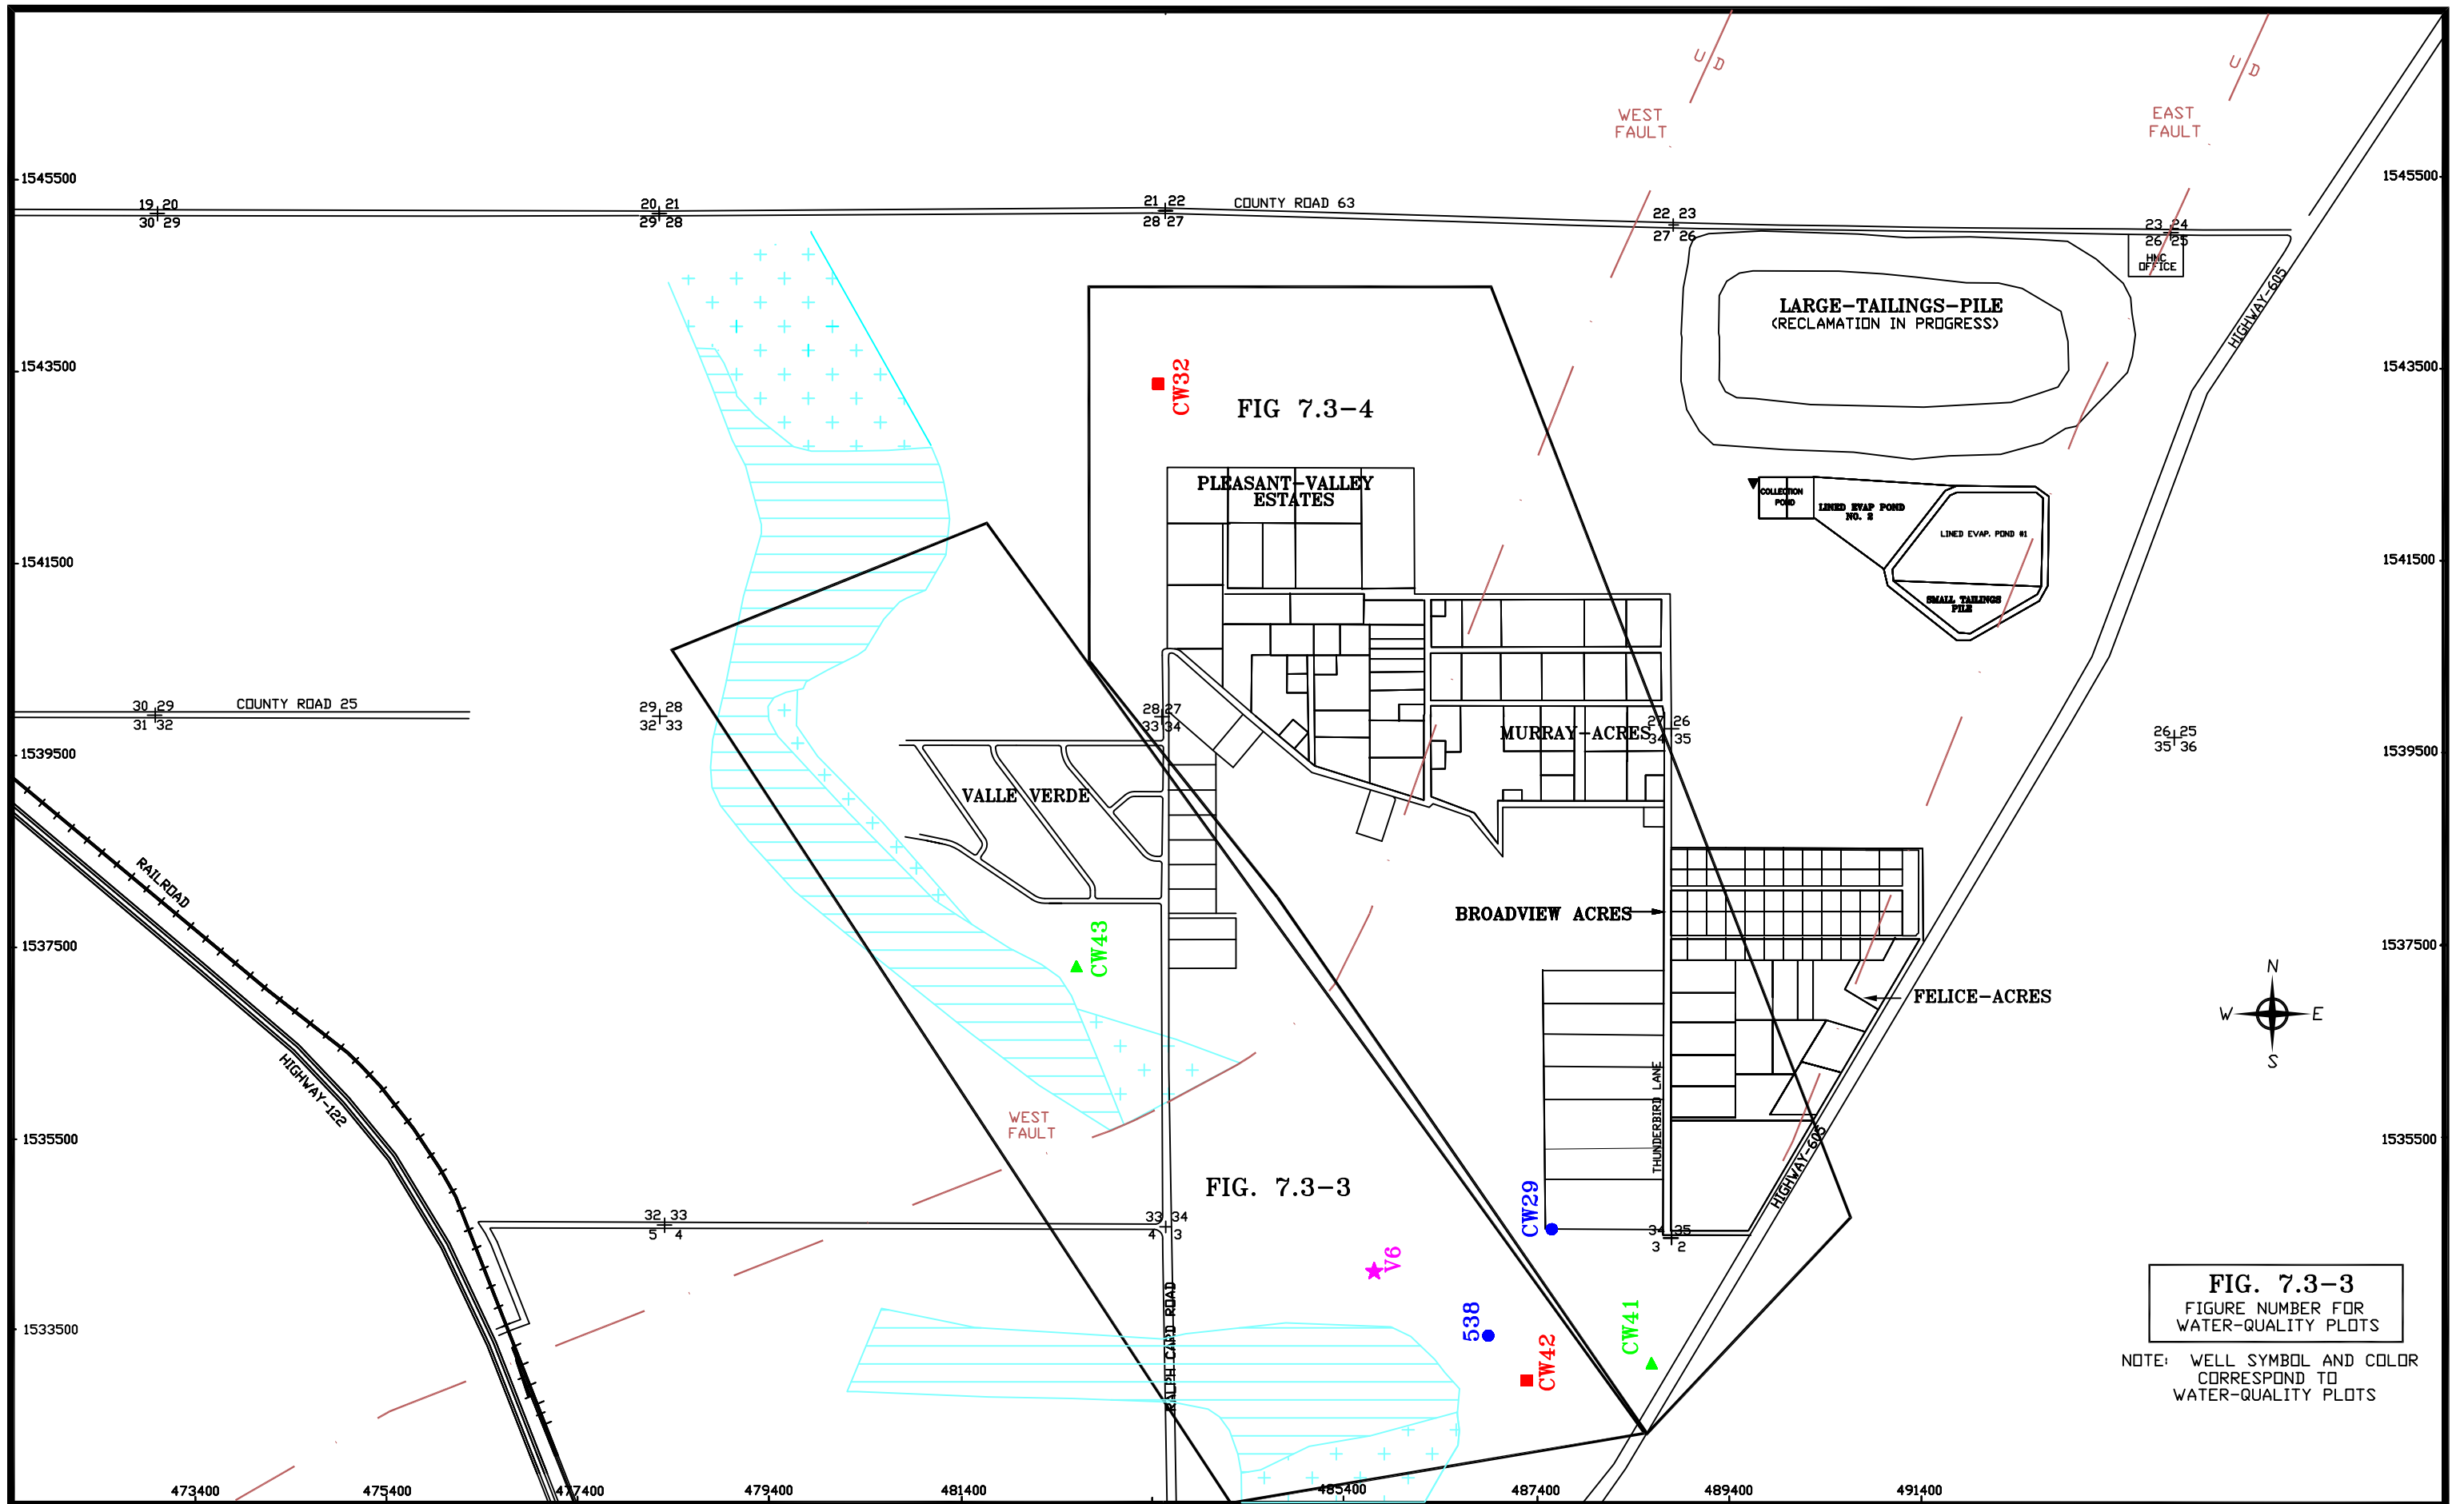 U D
U D
WEST
FAULT
EAST
FAULT
1545500
1545500
19 20
30 29
20 21
29 28
21 22
28 27
COUNTY ROAD 63
22 23
27 26
23 24
26 25
HMC
OFFICE
HIGHWAY-605
LARGE-TAILINGS-PILE
(RECLAMATION IN PROGRESS)
1543500
1543500
CW32
FIG 7.3-4
PLEASANT-VALLEY
ESTATES
COLLECTION
POND
LINED EVAP POND
NO. 2
LINED EVAP. POND #1
SMALL TAILINGS
PILE
1541500
1541500
30 29
31 32
COUNTY ROAD 25
29 28
32 33
28 27
33 34
27 26
34 35
26 25
35 36
MURRAY-ACRES
1539500
1539500
VALLE VERDE
RAILROAD
BROADVIEW ACRES
1537500
1537500
CW43
FELICE-ACRES
N
W E
S
HIGHWAY-122
WEST
FAULT
THUNDERBIRD LANE
1535500
1535500
HIGHWAY-605
FIG. 7.3-3
CW29
32 33
5 4
33 34
4 3
34 35
3 2
V6
RALPH CARD ROAD
538
CW41
CW42
1533500
FIG. 7.3-3
FIGURE NUMBER FOR
WATER-QUALITY PLOTS
NOTE: WELL SYMBOL AND COLOR
CORRESPOND TO
WATER-QUALITY PLOTS
473400
475400
477400
479400
481400
485400
487400
489400
491400